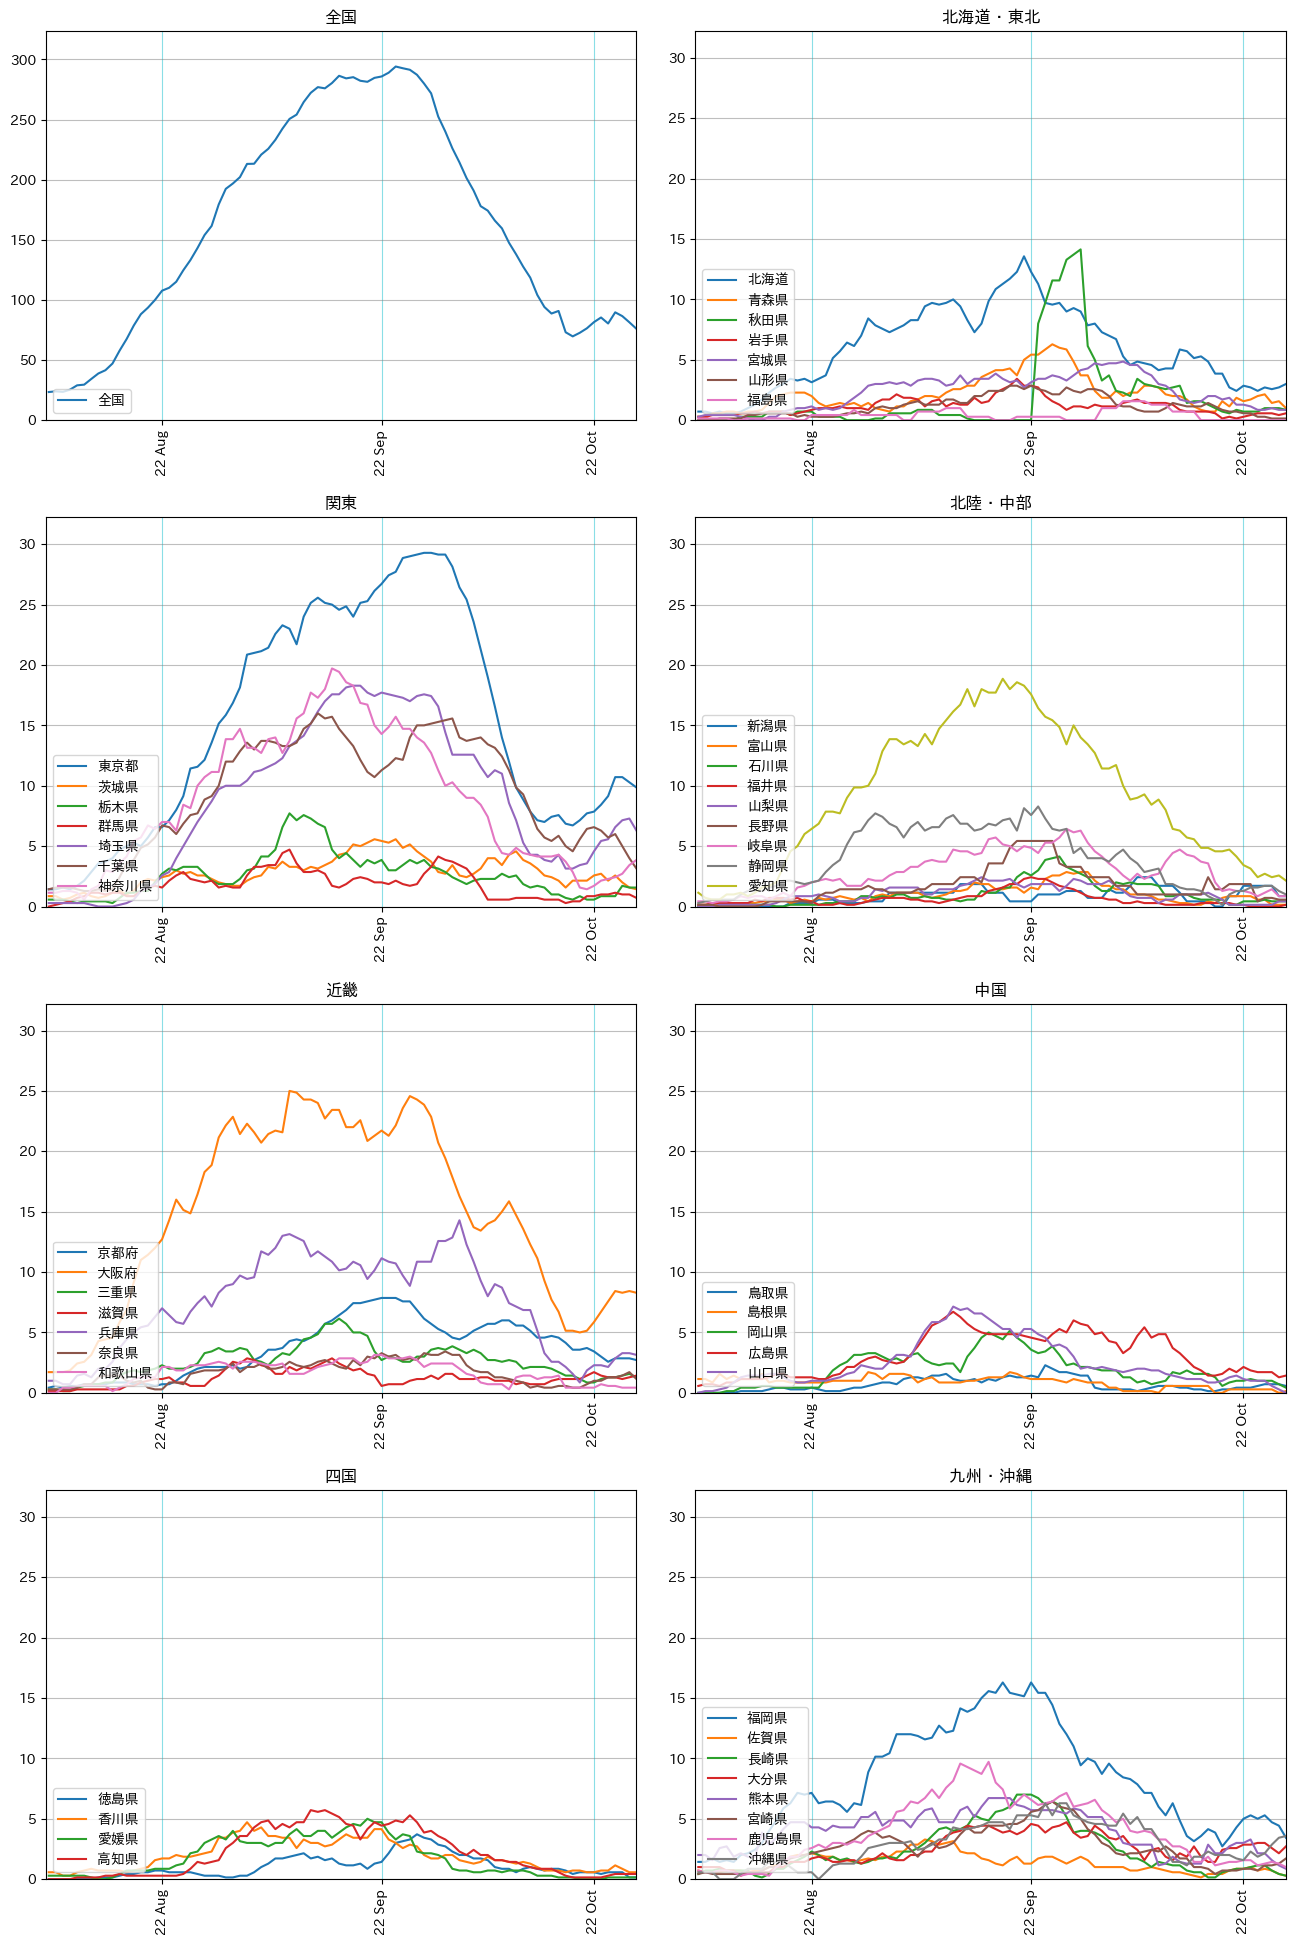 全国
300
250
200
150
100
50
0
全国
22 Aug
22 Sep
22 Oct
北海道・東北
30
25
20
15
10
5
0
北海道
青森県
秋田県
岩手県
宮城県
山形県
福島県
22 Aug
22 Sep
22 Oct
関東
30
25
20
15
10
5
0
東京都
茨城県
栃木県
群馬県
埼玉県
千葉県
神奈川県
22 Aug
22 Sep
22 Oct
北陸・中部
30
25
20
15
10
5
0
新潟県
富山県
石川県
福井県
山梨県
長野県
岐阜県
静岡県
愛知県
22 Aug
22 Sep
22 Oct
近畿
30
25
20
15
10
5
0
京都府
大阪府
三重県
滋賀県
兵庫県
奈良県
和歌山県
22 Aug
22 Sep
22 Oct
中国
30
25
20
15
10
5
0
鳥取県
島根県
岡山県
広島県
山口県
22 Aug
22 Sep
22 Oct
四国
30
25
20
15
10
5
0
徳島県
香川県
愛媛県
高知県
22 Aug
22 Sep
22 Oct
九州・沖縄
30
25
20
15
10
5
0
福岡県
佐賀県
長崎県
大分県
熊本県
宮崎県
鹿児島県
沖縄県
22 Aug
22 Sep
22 Oct